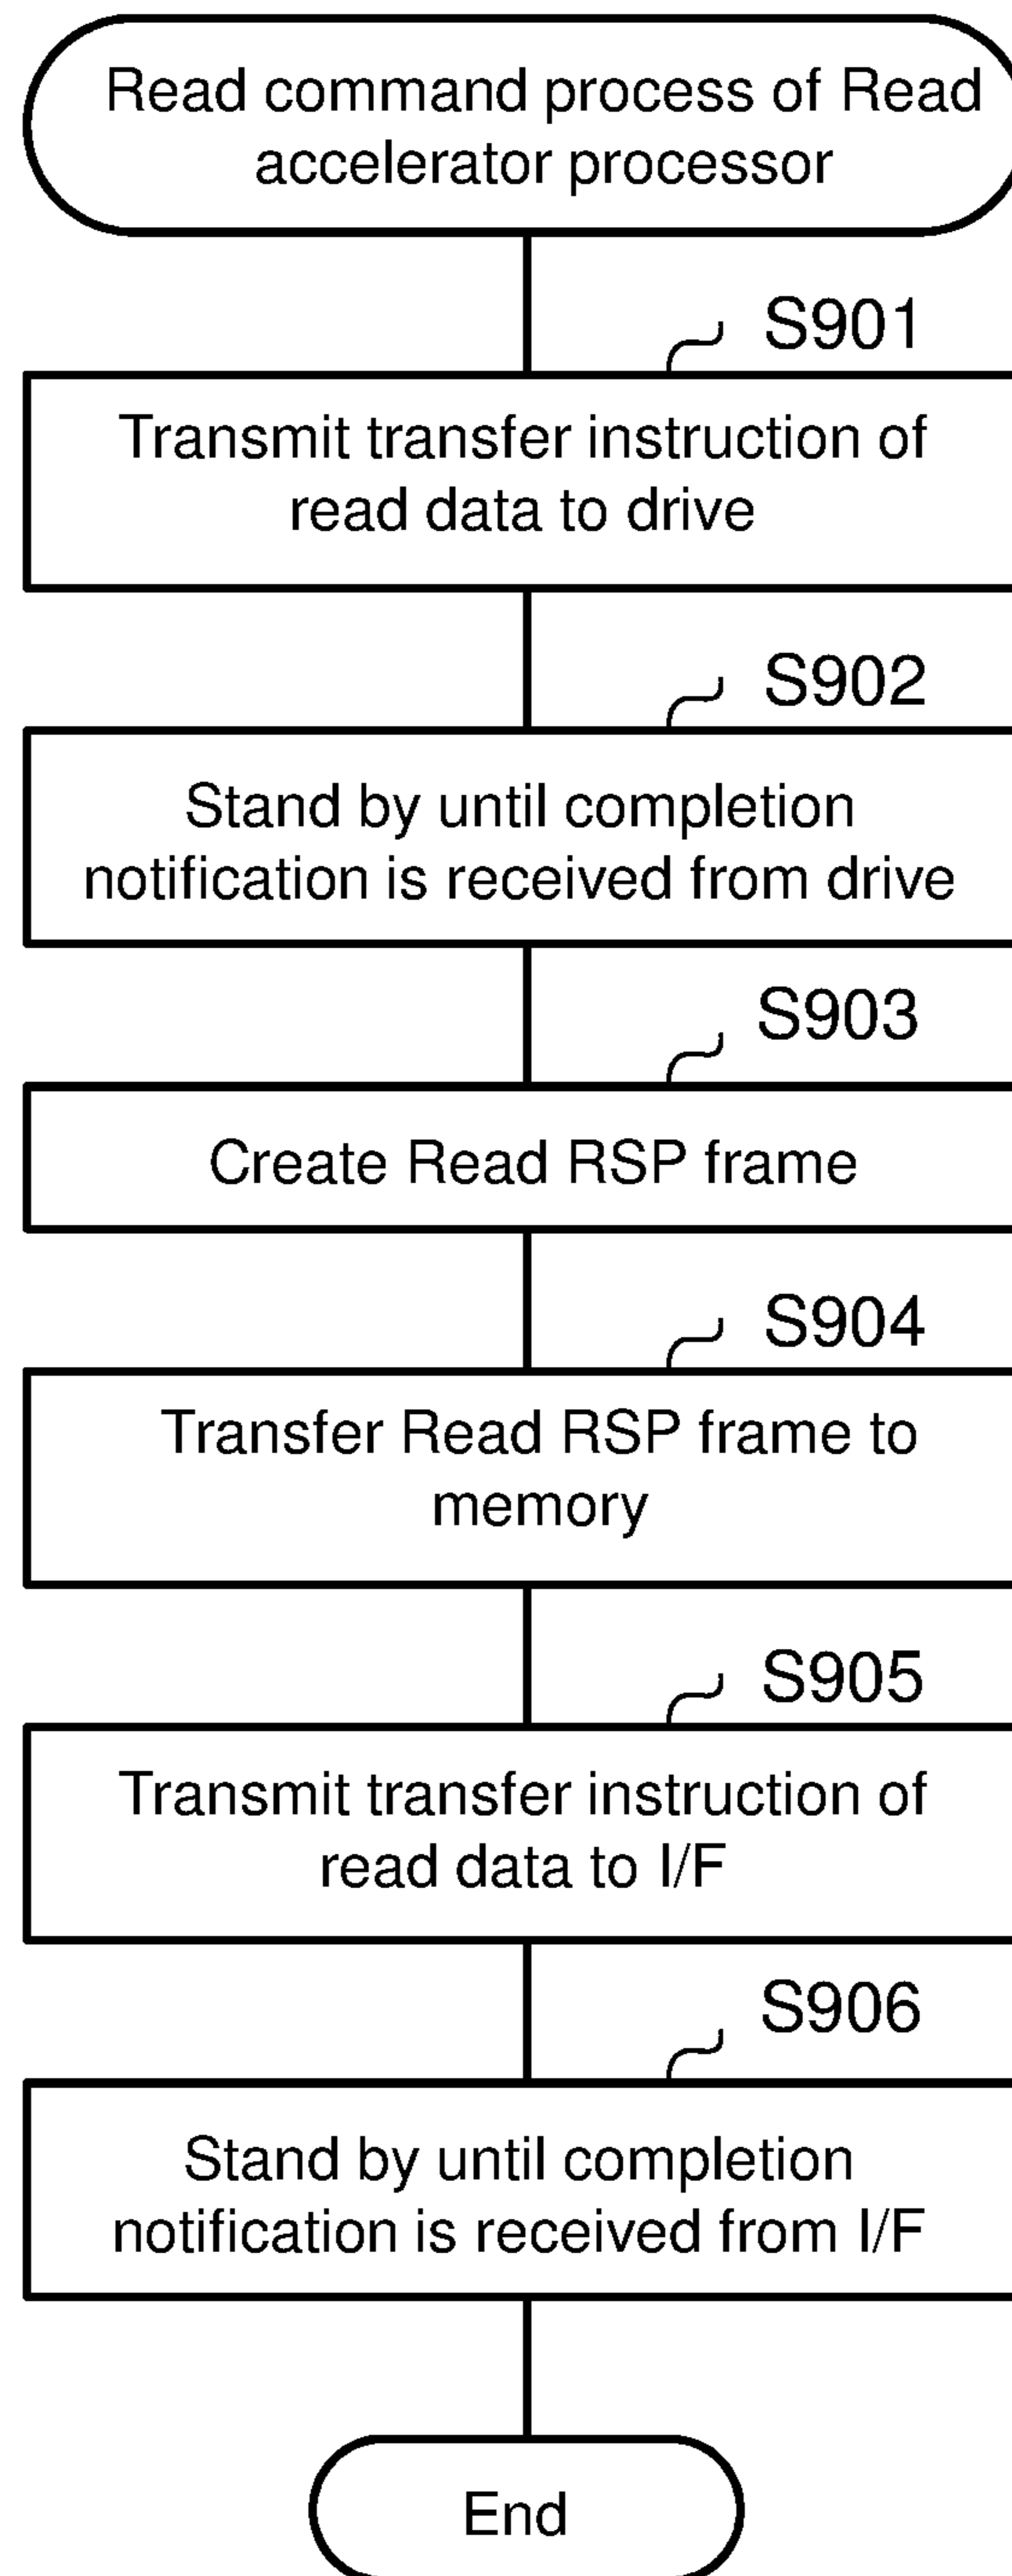 Read command process of Read
accelerator processor
S901
Transmit transfer instruction of
read data to drive
S902
Stand by until completion
notification is received from drive
S903
Create Read RSP frame
S904
Transfer Read RSP frame to
memory
S905
Transmit transfer instruction of
read data to I/F
S906
Stand by until completion
notification is received from I/F
End